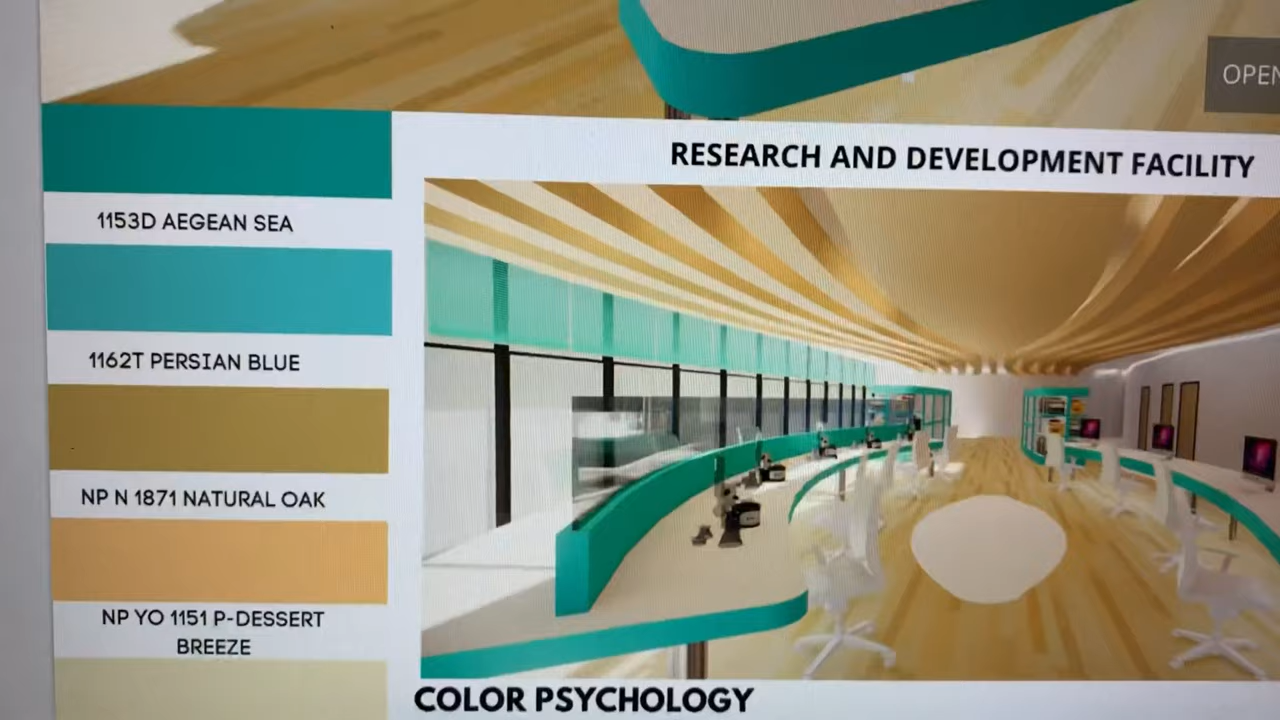 OPEN
RESEARCH AND DEVELOPMENT FACILITY
1153D AEGEAN SEA
1162T PERSIAN BLUE
NP N 1871 NATURAL OAK
NP YO 1151 P-DESSERT
BREEZE
COLOR PSYCHOLOGY